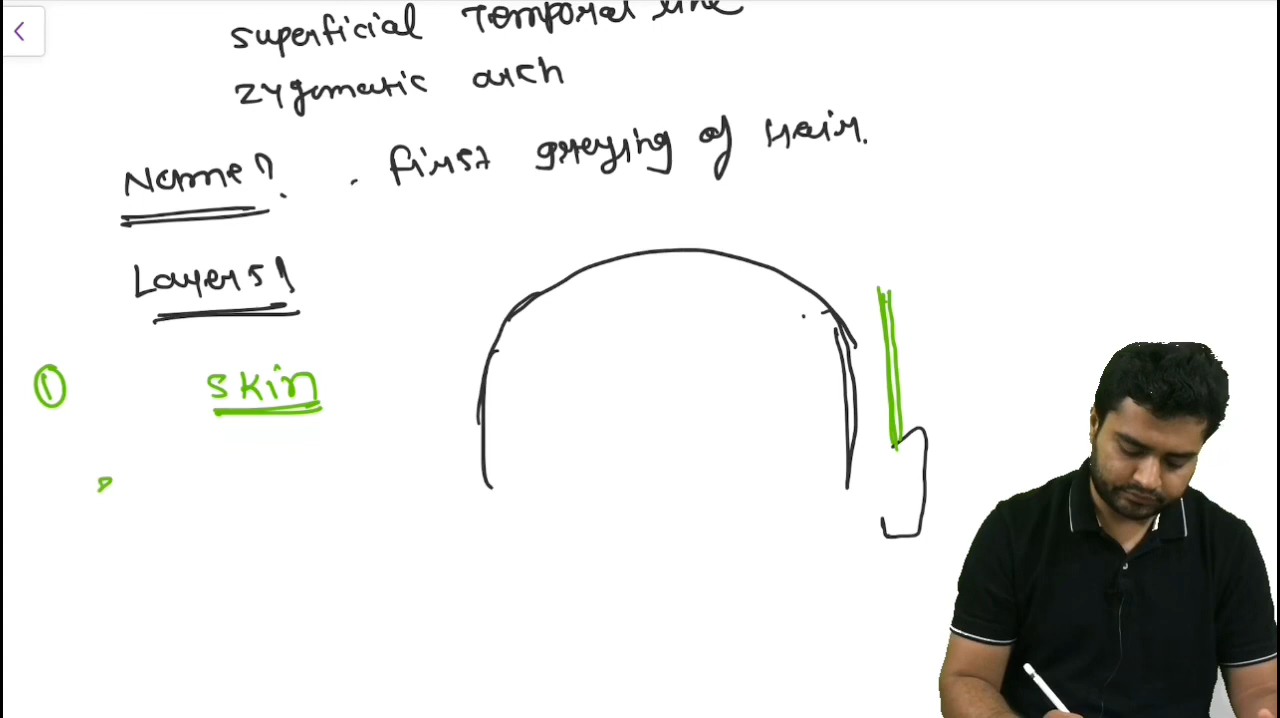 superficial Temporal line
zygomatic arch
Name? . first greying of Hair.
Layers!
① skin